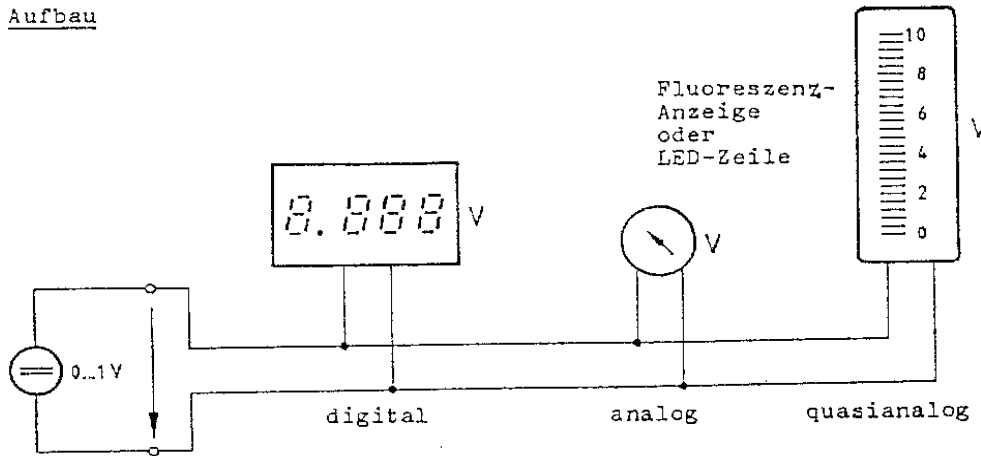 Aufbau
10
8
6
4
2
0
V
Fluoreszenz-
Anzeige
oder
LED-Zeile
8.888 V
V
0...1 V
digital
analog
quasianalog